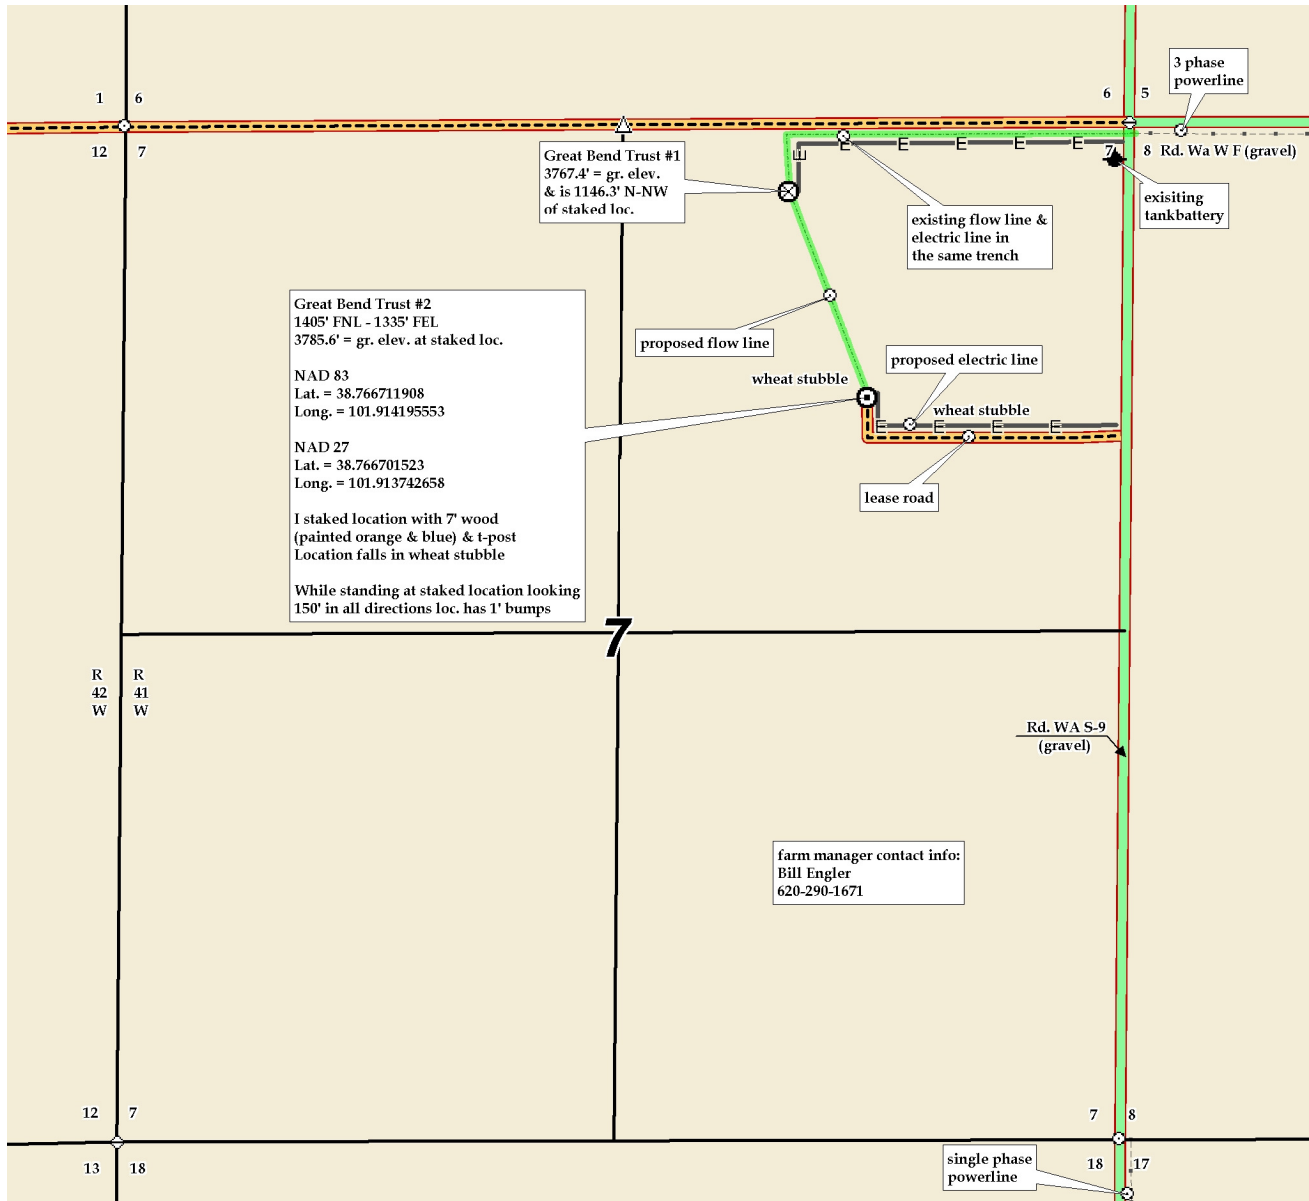 3 phase
powerline
1 6
6 5
12 7
7 8 Rd. Wa W F (gravel)
Great Bend Trust #1
3767.4' = gr. elev.
& is 1146.3' N-NW
of staked loc.
E E E E E E
exisiting
tankbattery
existing flow line &
electric line in
the same trench
Great Bend Trust #2
1405' FNL - 1335' FEL
3785.6' = gr. elev. at staked loc.
NAD 83
Lat. = 38.766711908
Long. = 101.914195553
NAD 27
Lat. = 38.766701523
Long. = 101.913742658
I staked location with 7' wood
(painted orange & blue) & t-post
Location falls in wheat stubble
While standing at staked location looking
150' in all directions loc. has 1' bumps
proposed flow line
proposed electric line
wheat stubble
wheat stubble
E E E E
lease road
7
R R
42 41
W W
Rd. WA S-9
(gravel)
farm manager contact info:
Bill Engler
620-290-1671
12 7
7 8
13 18
18 17
single phase
powerline